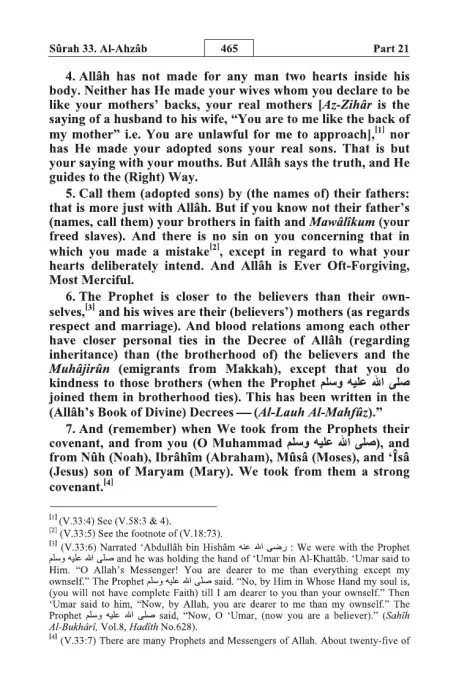 Sûrah 33. Al-Ahzâb 465 Part 21
4. Allâh has not made for any man two hearts inside his
body. Neither has He made your wives whom you declare to be
like your mothers’ backs, your real mothers [Az-Zihâr is the
saying of a husband to his wife, “You are to me like the back of
my mother” i.e. You are unlawful for me to approach],[1] nor
has He made your adopted sons your real sons. That is but
your saying with your mouths. But Allâh says the truth, and He
guides to the (Right) Way.
5. Call them (adopted sons) by (the names of) their fathers:
that is more just with Allâh. But if you know not their father’s
(names, call them) your brothers in faith and Mawâlîkum (your
freed slaves). And there is no sin on you concerning that in
which you made a mistake[2], except in regard to what your
hearts deliberately intend. And Allâh is Ever Oft-Forgiving,
Most Merciful.
6. The Prophet is closer to the believers than their own-
selves,[3] and his wives are their (believers’) mothers (as regards
respect and marriage). And blood relations among each other
have closer personal ties in the Decree of Allâh (regarding
inheritance) than (the brotherhood of) the believers and the
Muhâjirûn (emigrants from Makkah), except that you do
kindness to those brothers (when the Prophet صلى الله عليه وسلم
joined them in brotherhood ties). This has been written in the
(Allâh’s Book of Divine) Decrees — (Al-Lauh Al-Mahfûz).”
7. And (remember) when We took from the Prophets their
covenant, and from you (O Muhammad صلى الله عليه وسلم), and
from Nûh (Noah), Ibrâhîm (Abraham), Mûsâ (Moses), and ‘Îsâ
(Jesus) son of Maryam (Mary). We took from them a strong
covenant.[4]
[1] (V.33:4) See (V.58:3 & 4).
[2] (V.33:5) See the footnote of (V.18:73).
[3] (V.33:6) Narrated ‘Abdullâh bin Hishâm رضى الله عنه : We were with the Prophet
صلى الله عليه وسلم and he was holding the hand of ‘Umar bin Al-Khattâb. ‘Umar said to
Him. “O Allah’s Messenger! You are dearer to me than everything except my
ownself.” The Prophet صلى الله عليه وسلم said. “No, by Him in Whose Hand my soul is,
(you will not have complete Faith) till I am dearer to you than your ownself.” Then
‘Umar said to him, “Now, by Allah, you are dearer to me than my ownself.” The
Prophet صلى الله عليه وسلم said, “Now, O ‘Umar, (now you are a believer).” (Sahîh
Al-Bukhârî, Vol.8, Hadîth No.628).
[4] (V.33:7) There are many Prophets and Messengers of Allah. About twenty-five of